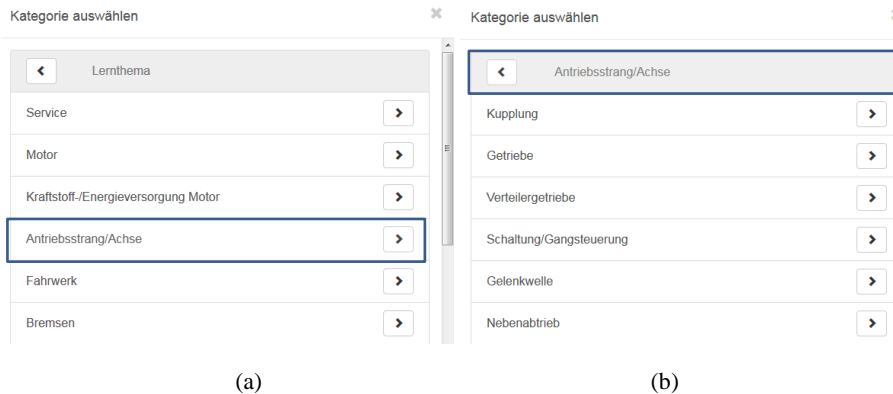 Kategorie auswählen
Lernthema
Service
Motor
Kraftstoff-/Energieversorgung Motor
Antriebsstrang/Achse
Fahrwerk
Bremsen
(a)
Kategorie auswählen
Antriebsstrang/Achse
Kupplung
Getriebe
Verteilergetriebe
Schaltung/Gangsteuerung
Gelenkwelle
Nebenabtrieb
(b)